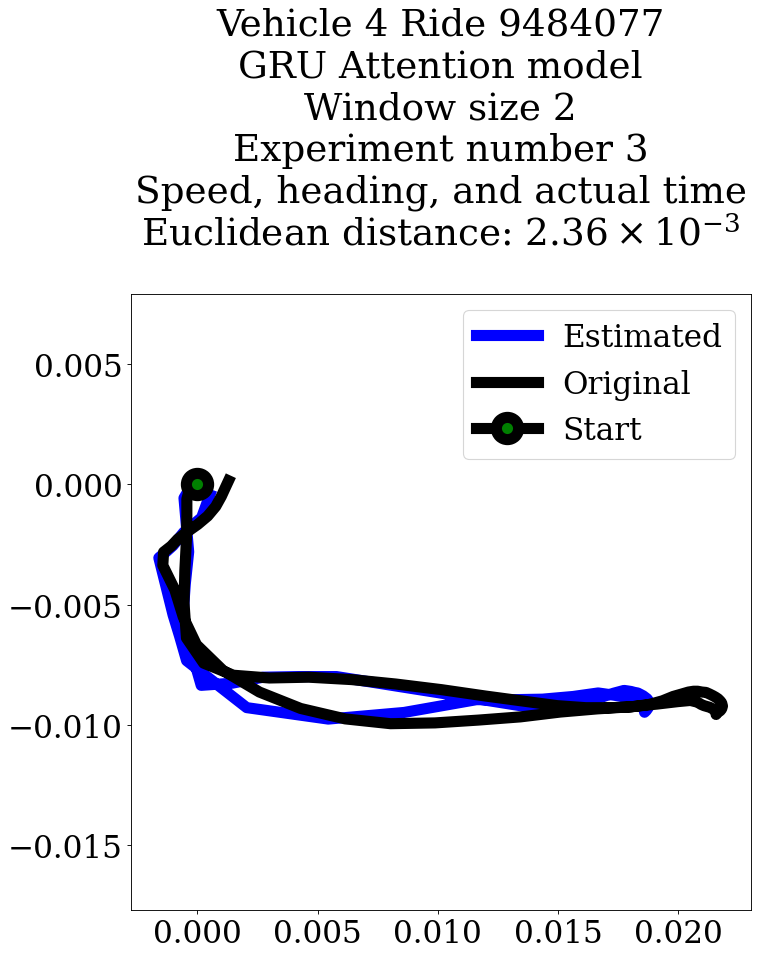 Vehicle 4 Ride 9484077
GRU Attention model
Window size 2
Experiment number 3
Speed, heading, and actual time
Euclidean distance: 2.36 × 10⁻³
Estimated
Original
Start
0.005
0.000
−0.005
−0.010
−0.015
0.000 0.005 0.010 0.015 0.020